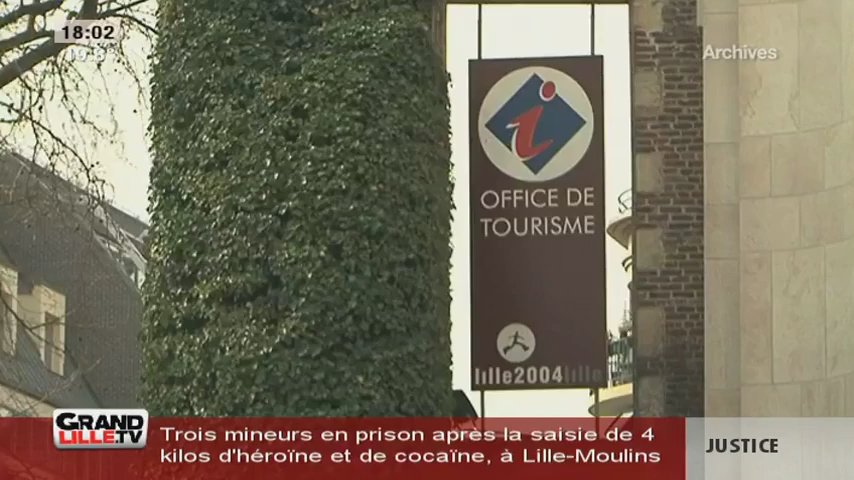 18:02
Archives
i
OFFICE DE
TOURISME
lille2004lille
GRAND
LILLE.TV
Trois mineurs en prison après la saisie de 4
kilos d'héroïne et de cocaïne, à Lille-Moulins
JUSTICE